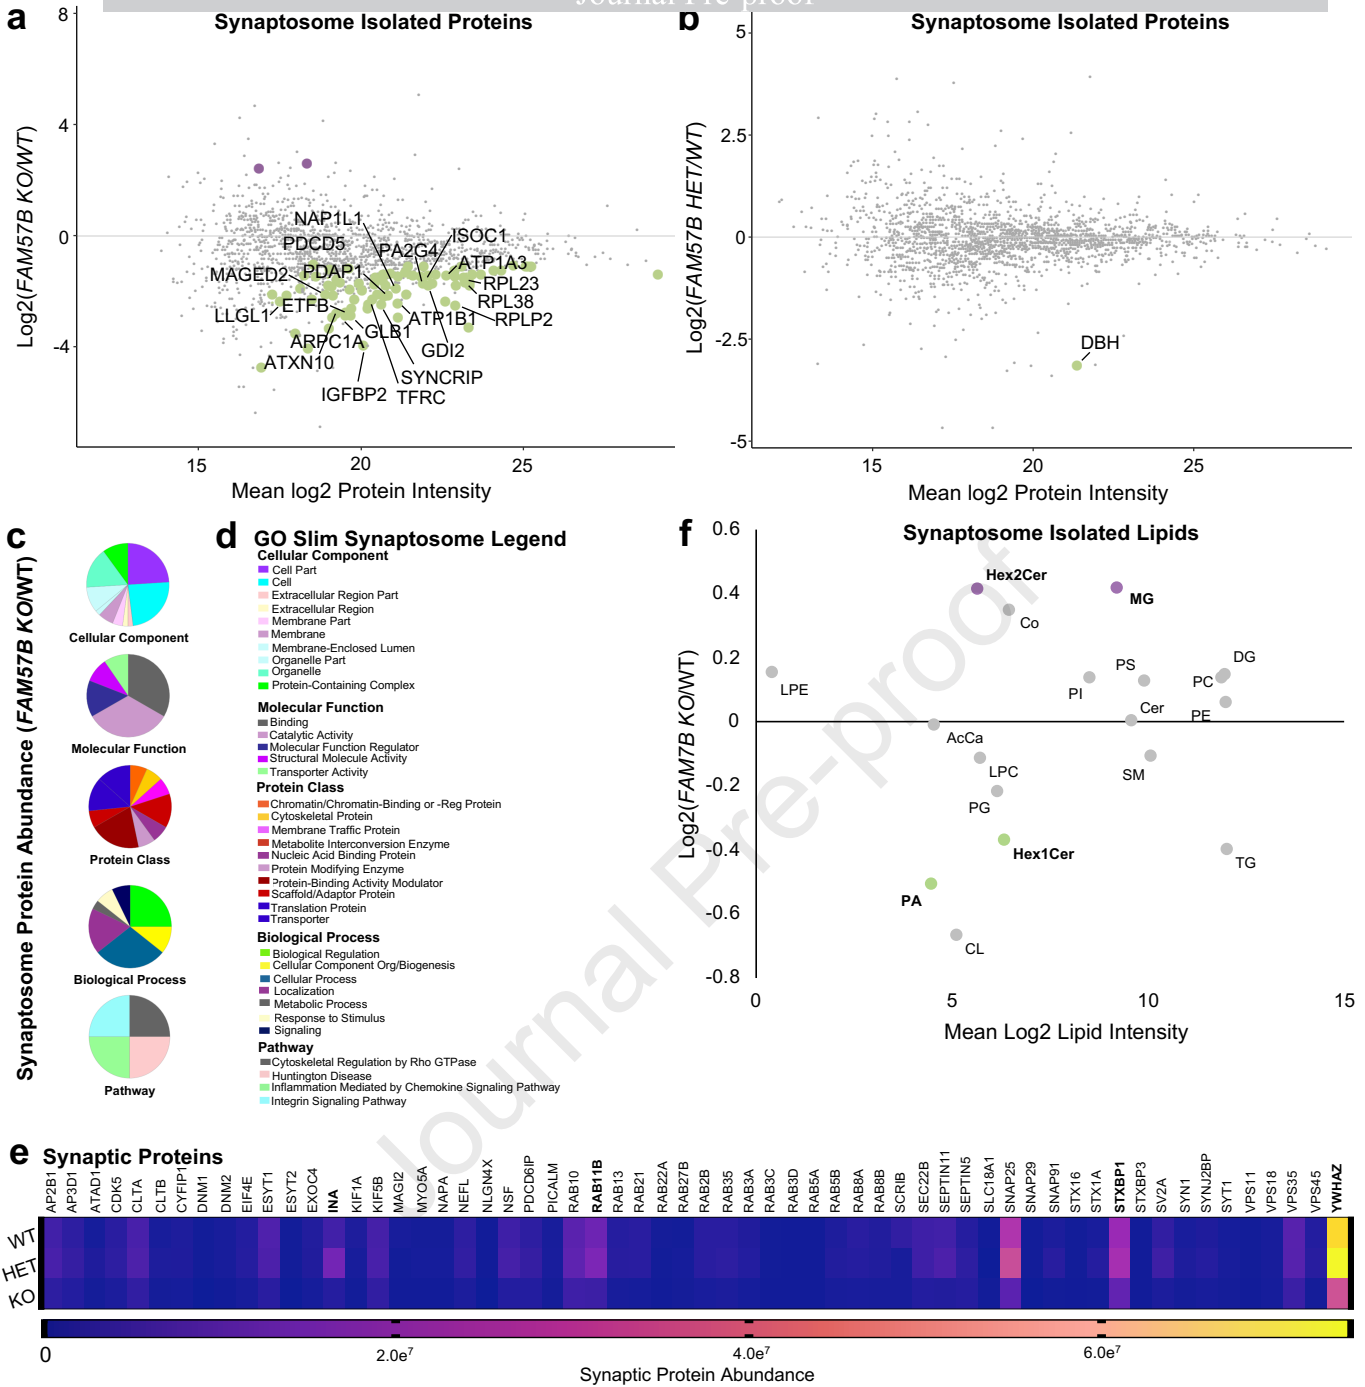 Journal Pre-proof
a
Synaptosome Isolated Proteins
8
4
0
-4
Log2(FAM57B KO/WT)
NAP1L1
PDCD5
PA2G4
ISOC1
MAGED2
PDAP1
ATP1A3
RPL23
RPL38
LLGL1
ETFB
ATP1B1
RPLP2
ARPC1A
GLB1
GDI2
ATXN10
SYNCRIP
IGFBP2
TFRC
15
20
25
Mean log2 Protein Intensity
b
Synaptosome Isolated Proteins
5
2.5
0
-2.5
-5
Log2(FAM57B HET/WT)
DBH
15
20
25
Mean log2 Protein Intensity
c
Synaptosome Protein Abundance (FAM57B KO/WT)
Cellular Component
Molecular Function
Protein Class
Biological Process
Pathway
d
GO Slim Synaptosome Legend
Cellular Component
Cell Part
Cell
Extracellular Region Part
Extracellular Region
Membrane Part
Membrane
Membrane-Enclosed Lumen
Organelle Part
Organelle
Protein-Containing Complex
Molecular Function
Binding
Catalytic Activity
Molecular Function Regulator
Structural Molecule Activity
Transporter Activity
Protein Class
Chromatin/Chromatin-Binding or -Reg Protein
Cytoskeletal Protein
Membrane Traffic Protein
Metabolite Interconversion Enzyme
Nucleic Acid Binding Protein
Protein Modifying Enzyme
Protein-Binding Activity Modulator
Scaffold/Adaptor Protein
Translation Protein
Transporter
Biological Process
Biological Regulation
Cellular Component Org/Biogenesis
Cellular Process
Localization
Metabolic Process
Response to Stimulus
Signaling
Pathway
Cytoskeletal Regulation by Rho GTPase
Huntington Disease
Inflammation Mediated by Chemokine Signaling Pathway
Integrin Signaling Pathway
f
Synaptosome Isolated Lipids
0.6
0.4
0.2
0
-0.2
-0.4
-0.6
-0.8
Log2(FAM7B KO/WT)
Hex2Cer
MG
Co
LPE
PS
DG
PI
PC
Cer
PE
AcCa
LPC
SM
PG
Hex1Cer
TG
PA
CL
0
5
10
15
Mean Log2 Lipid Intensity
Journal Pre-proof
e
Synaptic Proteins
AP2B1
AP3D1
ATAD1
CDK5
CLTA
CLTB
CYFIP1
DNM1
DNM2
EIF4E
ESYT1
ESYT2
EXOC4
INA
KIF1A
KIF5B
MAGI2
MYO5A
NAPA
NEFL
NLGN4X
NSF
PDCD6IP
PICALM
RAB10
RAB11B
RAB13
RAB21
RAB22A
RAB27B
RAB2B
RAB35
RAB3A
RAB3C
RAB3D
RAB5A
RAB5B
RAB8A
RAB8B
SCRIB
SEC22B
SEPTIN11
SEPTIN5
SLC18A1
SNAP25
SNAP29
SNAP91
STX16
STX1A
STXBP1
STXBP3
SV2A
SYN1
SYNJ2BP
SYT1
VPS11
VPS18
VPS35
VPS45
YWHAZ
WT
HET
KO
0
2.0e⁷
4.0e⁷
6.0e⁷
Synaptic Protein Abundance